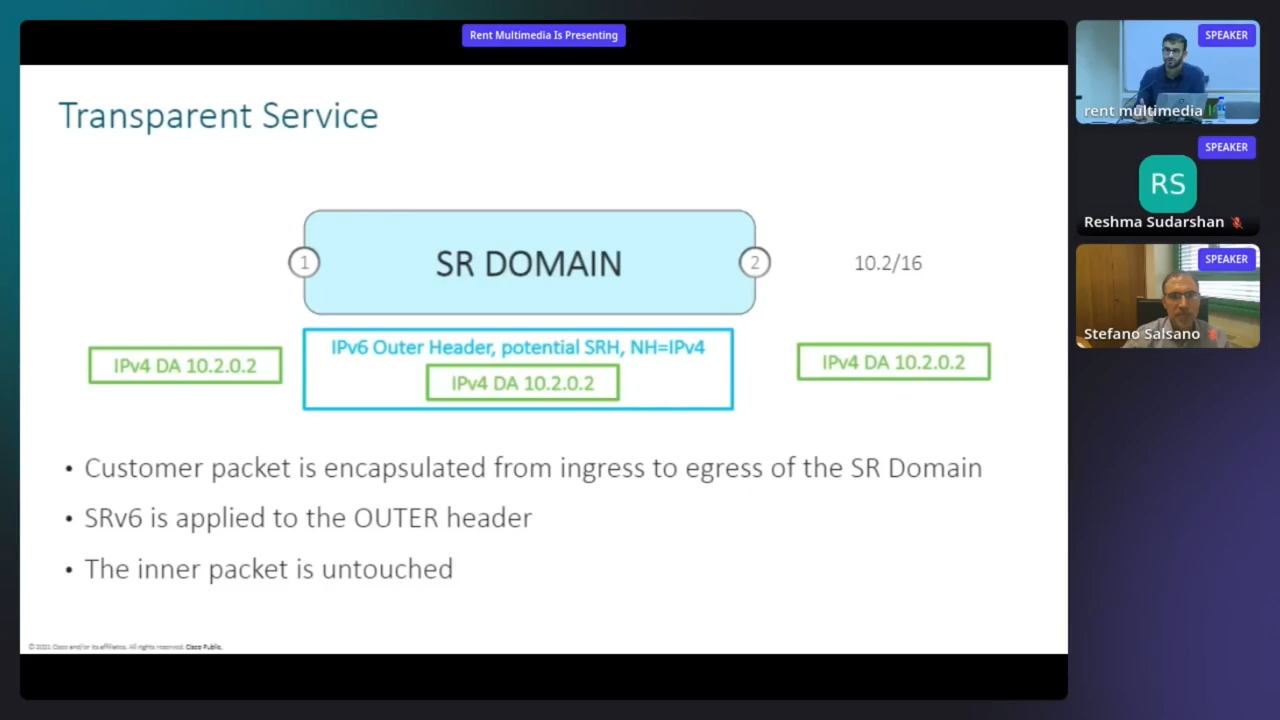 Rent Multimedia Is Presenting
Transparent Service
1
SR DOMAIN
2
10.2/16
IPv4 DA 10.2.0.2
IPv6 Outer Header, potential SRH, NH=IPv4
IPv4 DA 10.2.0.2
IPv4 DA 10.2.0.2
• Customer packet is encapsulated from ingress to egress of the SR Domain
• SRv6 is applied to the OUTER header
• The inner packet is untouched
© 2021 Cisco and/or its affiliates. All rights reserved. Cisco Public.
SPEAKER
rent multimedia
SPEAKER
RS
Reshma Sudarshan
SPEAKER
Stefano Salsano